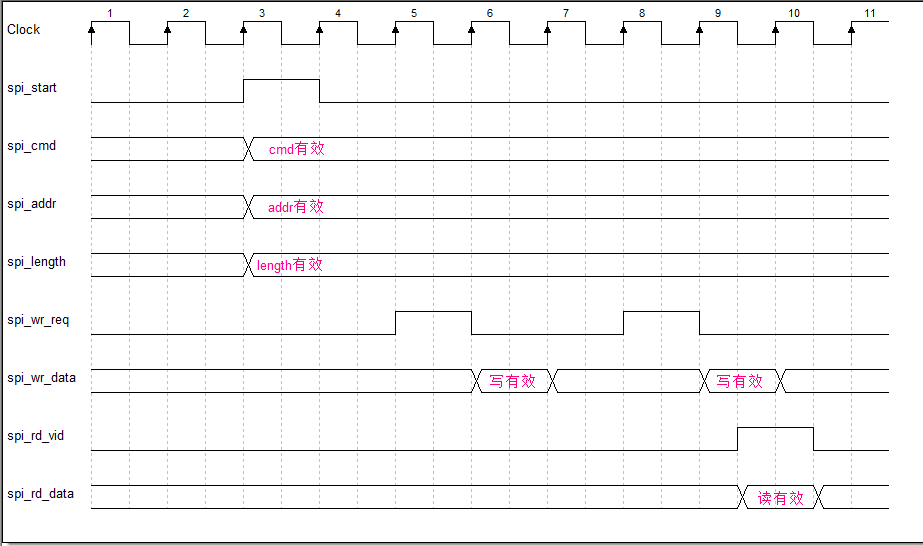 1 2 3 4 5 6 7 8 9 10 11
Clock
spi_start
spi_cmd cmd有效
spi_addr addr有效
spi_length length有效
spi_wr_req
spi_wr_data 写有效 写有效
spi_rd_vid
spi_rd_data 读有效